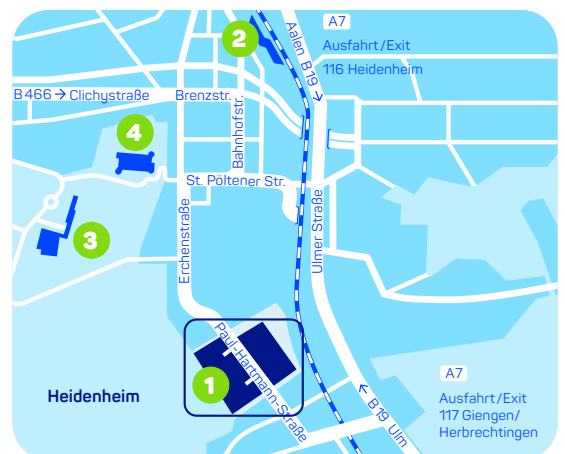 A7
Ausfahrt/Exit
116 Heidenheim
2
Aalen B19 →
B466 → Clichystraße
Brenzstr.
Bahnhofstr.
4
St. Pöltener Str.
Erchenstraße
Ulmer Straße
3
Paul-Hartmann-Straße
1
Heidenheim
A7
Ausfahrt/Exit
117 Giengen/
Herbrechtingen
← B19 Ulm